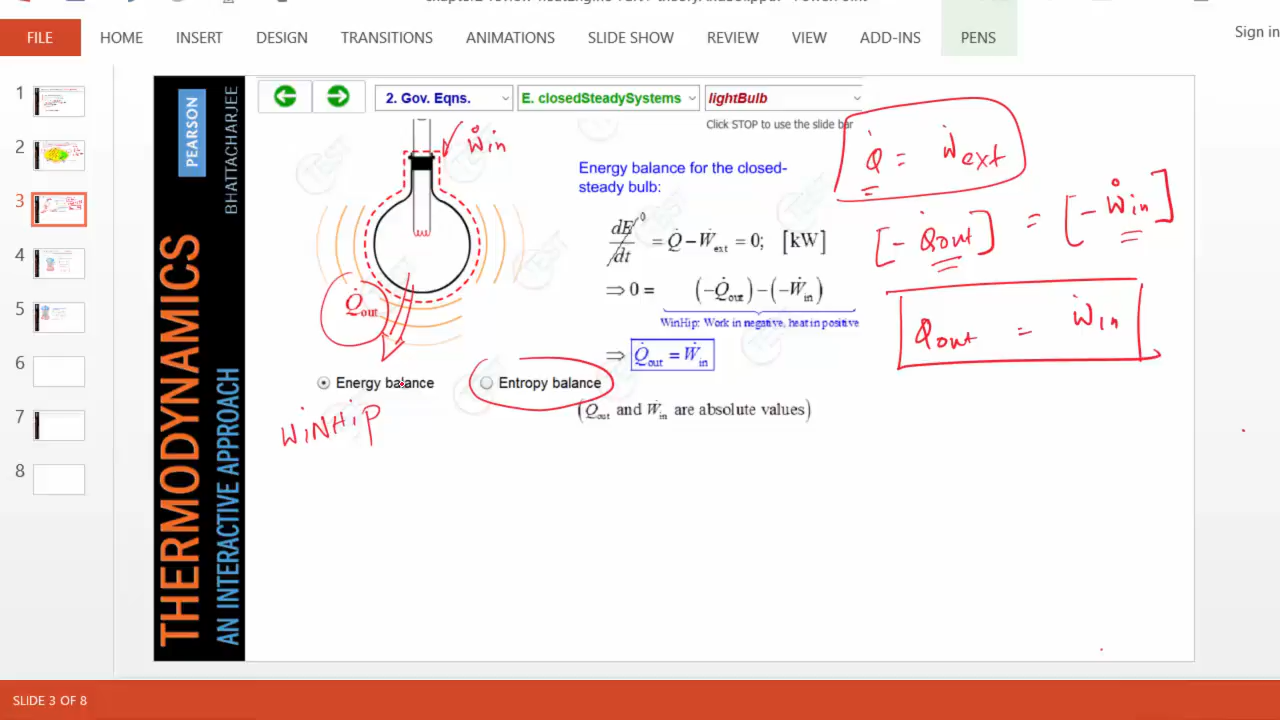 FILE HOME INSERT DESIGN TRANSITIONS ANIMATIONS SLIDE SHOW REVIEW VIEW ADD-INS PENS Sign in
1
2
3
4
5
6
7
8
PEARSON
BHATTACHARJEE
THERMODYNAMICS
AN INTERACTIVE APPROACH
2. Gov. Eqns. E. closedSteadySystems lightBulb
Click STOP to use the slide bar
Ẇin
Q̇out
Energy balance for the closed-
steady bulb:
dE/dt⁰ = Q̇ − Ẇext = 0; [kW]
⇒ 0 = (−Q̇out) − (−Ẇin)
WinHip: Work in negative, heat in positive
⇒ Q̇out = Ẇin
Energy balance Entropy balance
(Q̇out and Ẇin are absolute values)
WiNHiP
Q̇ = Ẇext
[- Q̇out] = [- Ẇin]
Qout = Ẇin
SLIDE 3 OF 8